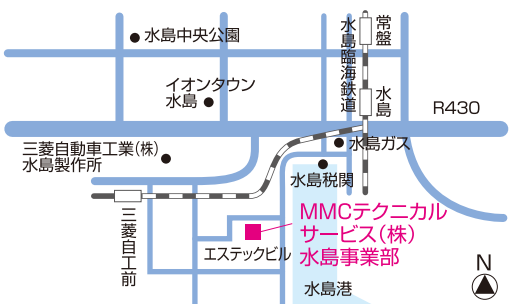 水島中央公園
水島臨海鉄道
常盤
イオンタウン
水島
水島
R430
三菱自動車工業(株)
水島製作所
水島ガス
水島税関
三菱自工前
MMCテクニカル
サービス(株)
水島事業部
エステックビル
水島港
N